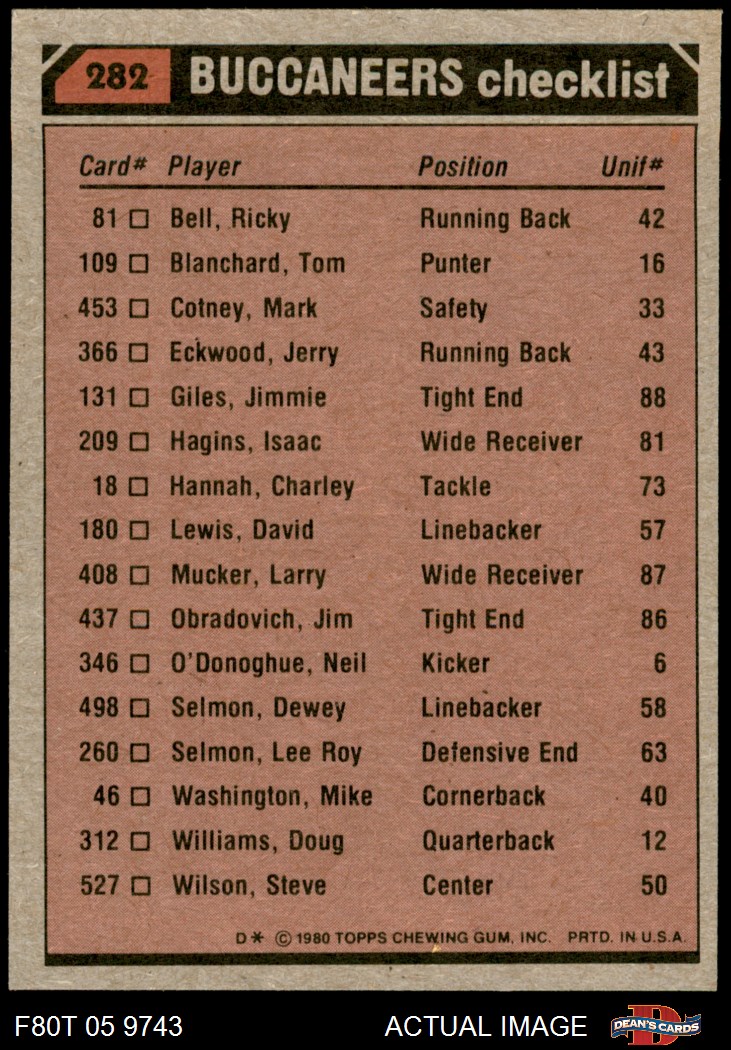 282 BUCCANEERS checklist
Card# Player Position Unif#
81 □ Bell, Ricky Running Back 42
109 □ Blanchard, Tom Punter 16
453 □ Cotney, Mark Safety 33
366 □ Eckwood, Jerry Running Back 43
131 □ Giles, Jimmie Tight End 88
209 □ Hagins, Isaac Wide Receiver 81
18 □ Hannah, Charley Tackle 73
180 □ Lewis, David Linebacker 57
408 □ Mucker, Larry Wide Receiver 87
437 □ Obradovich, Jim Tight End 86
346 □ O'Donoghue, Neil Kicker 6
498 □ Selmon, Dewey Linebacker 58
260 □ Selmon, Lee Roy Defensive End 63
46 □ Washington, Mike Cornerback 40
312 □ Williams, Doug Quarterback 12
527 □ Wilson, Steve Center 50
D* © 1980 TOPPS CHEWING GUM, INC. PRTD. IN U.S.A.
F80T 05 9743 ACTUAL IMAGE D DEAN'S CARDS